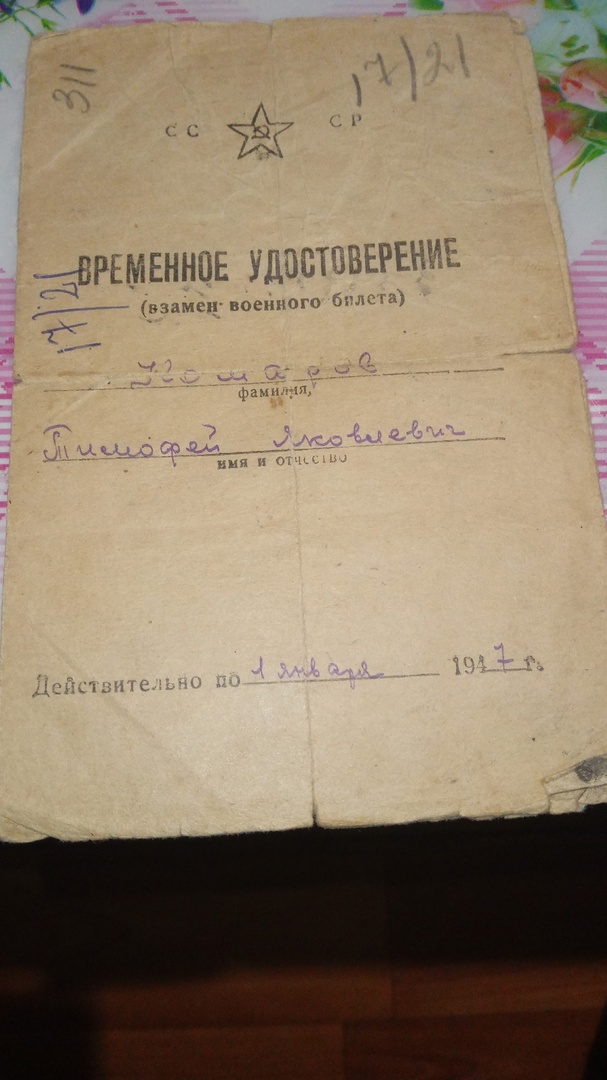 311
17/21
СС СР
ВРЕМЕННОЕ УДОСТОВЕРЕНИЕ
17/21
(взамен военного билета)
Комаров
фамилия,
Тимофей Яковлевич
имя и отчество
Действительно по 1 января 1947 г.